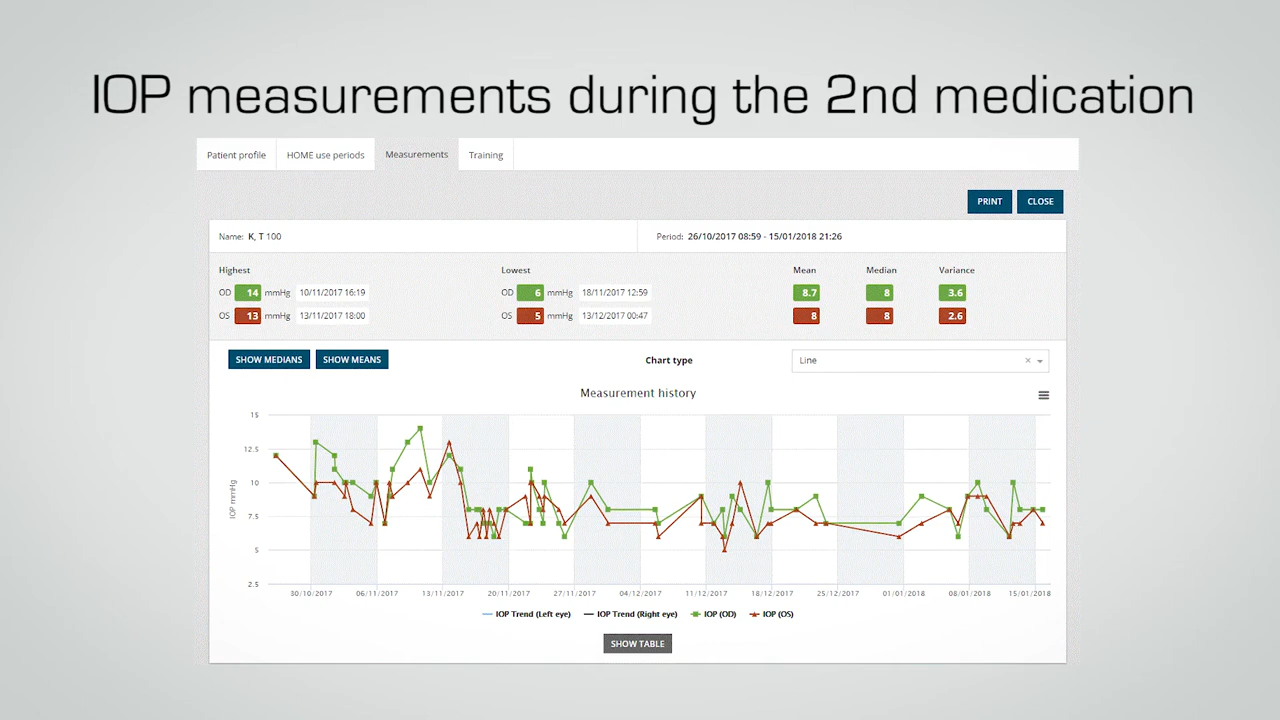 IOP measurements during the 2nd medication
Patient profile HOME use periods Measurements Training
PRINT CLOSE
Name: K, T 100 Period: 26/10/2017 08:59 - 15/01/2018 21:26
Highest Lowest Mean Median Variance
OD 14 mmHg 10/11/2017 16:19 OD 6 mmHg 18/11/2017 12:59 8.7 8 3.6
OS 13 mmHg 13/11/2017 18:00 OS 5 mmHg 13/12/2017 00:47 8 8 2.6
SHOW MEDIANS SHOW MEANS Chart type Line
Measurement history
IOP mmHg
15
12.5
10
7.5
5
2.5
30/10/2017 06/11/2017 13/11/2017 20/11/2017 27/11/2017 04/12/2017 11/12/2017 18/12/2017 25/12/2017 01/01/2018 08/01/2018 15/01/2018
IOP Trend (Left eye) IOP Trend (Right eye) IOP (OD) IOP (OS)
SHOW TABLE